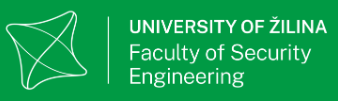 UNIVERSITY OF ŽILINA
Faculty of Security
Engineering